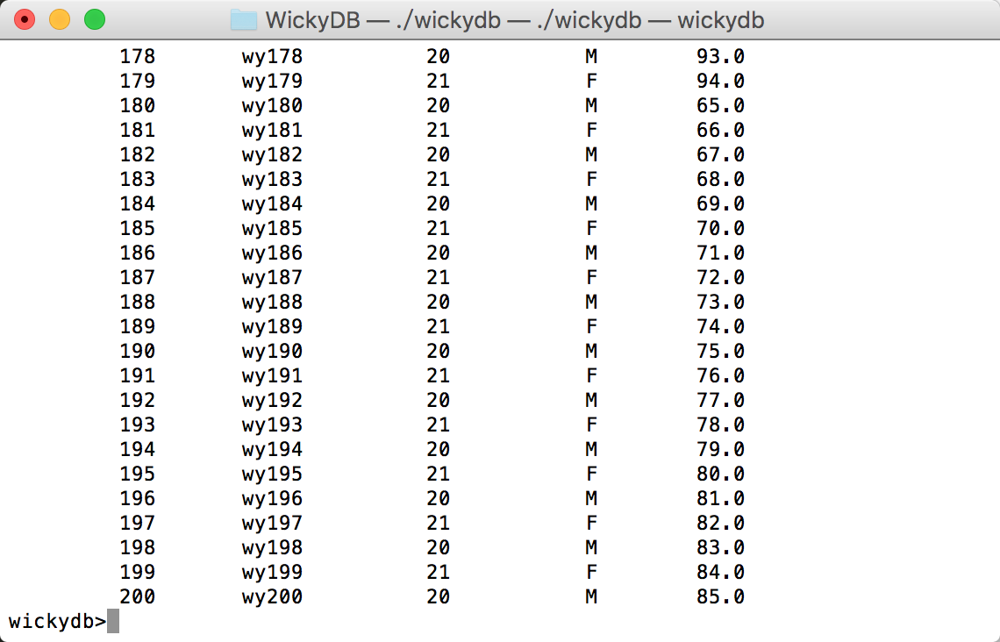 WickyDB — ./wickydb — ./wickydb — wickydb
178 wy178 20 M 93.0
179 wy179 21 F 94.0
180 wy180 20 M 65.0
181 wy181 21 F 66.0
182 wy182 20 M 67.0
183 wy183 21 F 68.0
184 wy184 20 M 69.0
185 wy185 21 F 70.0
186 wy186 20 M 71.0
187 wy187 21 F 72.0
188 wy188 20 M 73.0
189 wy189 21 F 74.0
190 wy190 20 M 75.0
191 wy191 21 F 76.0
192 wy192 20 M 77.0
193 wy193 21 F 78.0
194 wy194 20 M 79.0
195 wy195 21 F 80.0
196 wy196 20 M 81.0
197 wy197 21 F 82.0
198 wy198 20 M 83.0
199 wy199 21 F 84.0
200 wy200 20 M 85.0
wickydb>